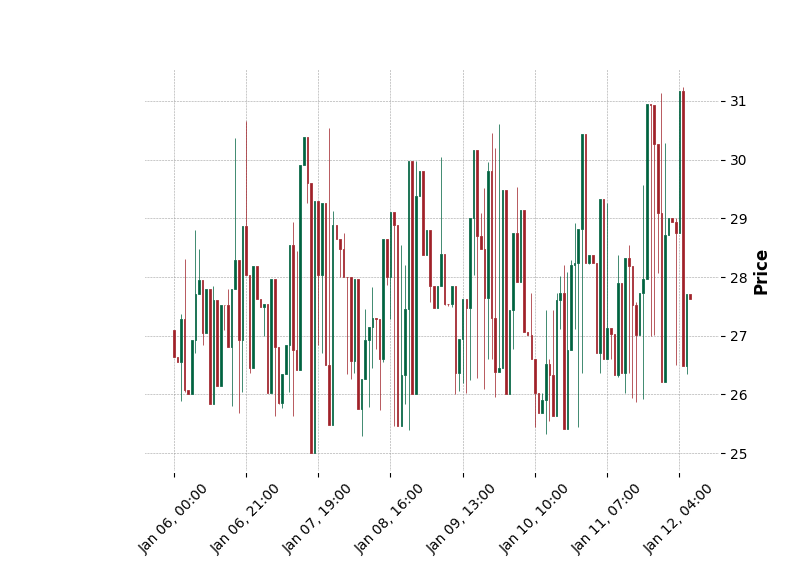 31
30
29
28
27
26
25
Price
Jan 06, 00:00
Jan 06, 21:00
Jan 07, 19:00
Jan 08, 16:00
Jan 09, 13:00
Jan 10, 10:00
Jan 11, 07:00
Jan 12, 04:00